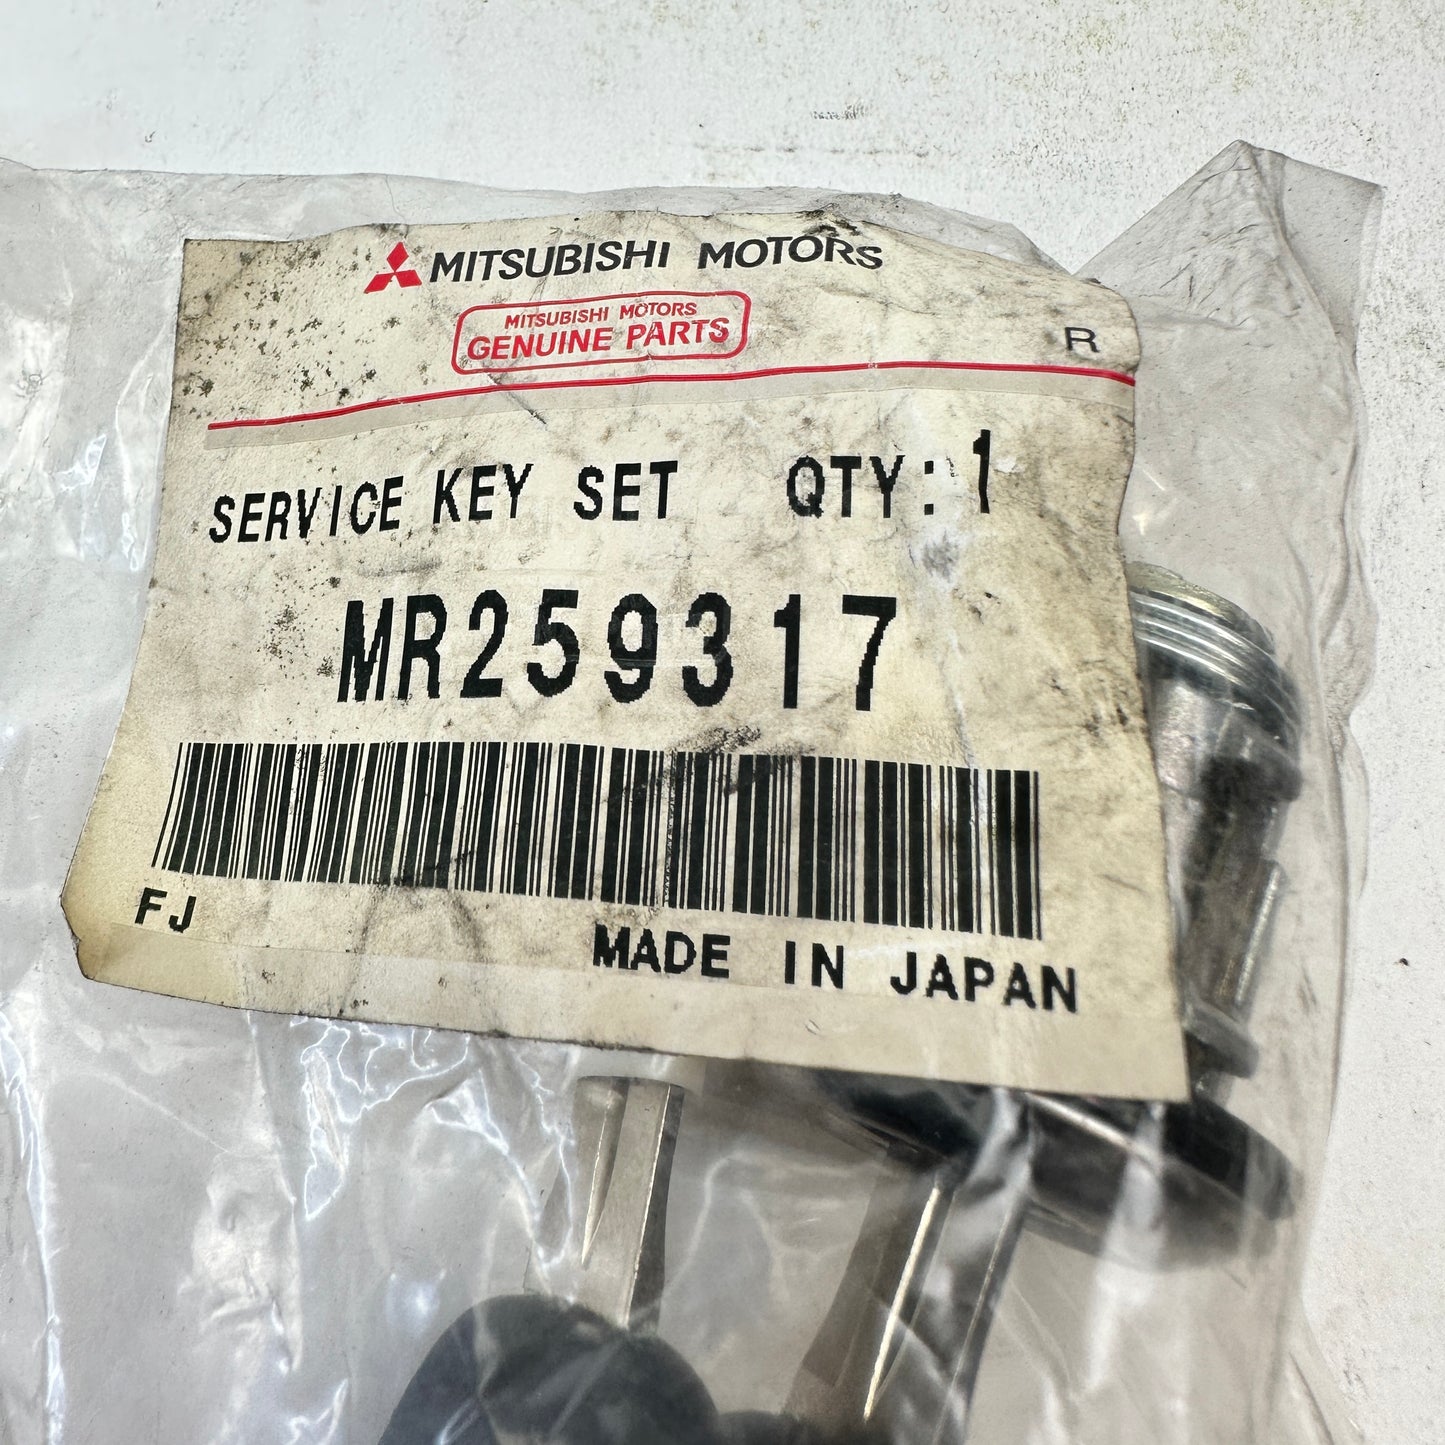 MITSUBISHI MOTORS
MITSUBISHI MOTORS
GENUINE PARTS
R
SERVICE KEY SET QTY:1
MR259317
FJ
MADE IN JAPAN